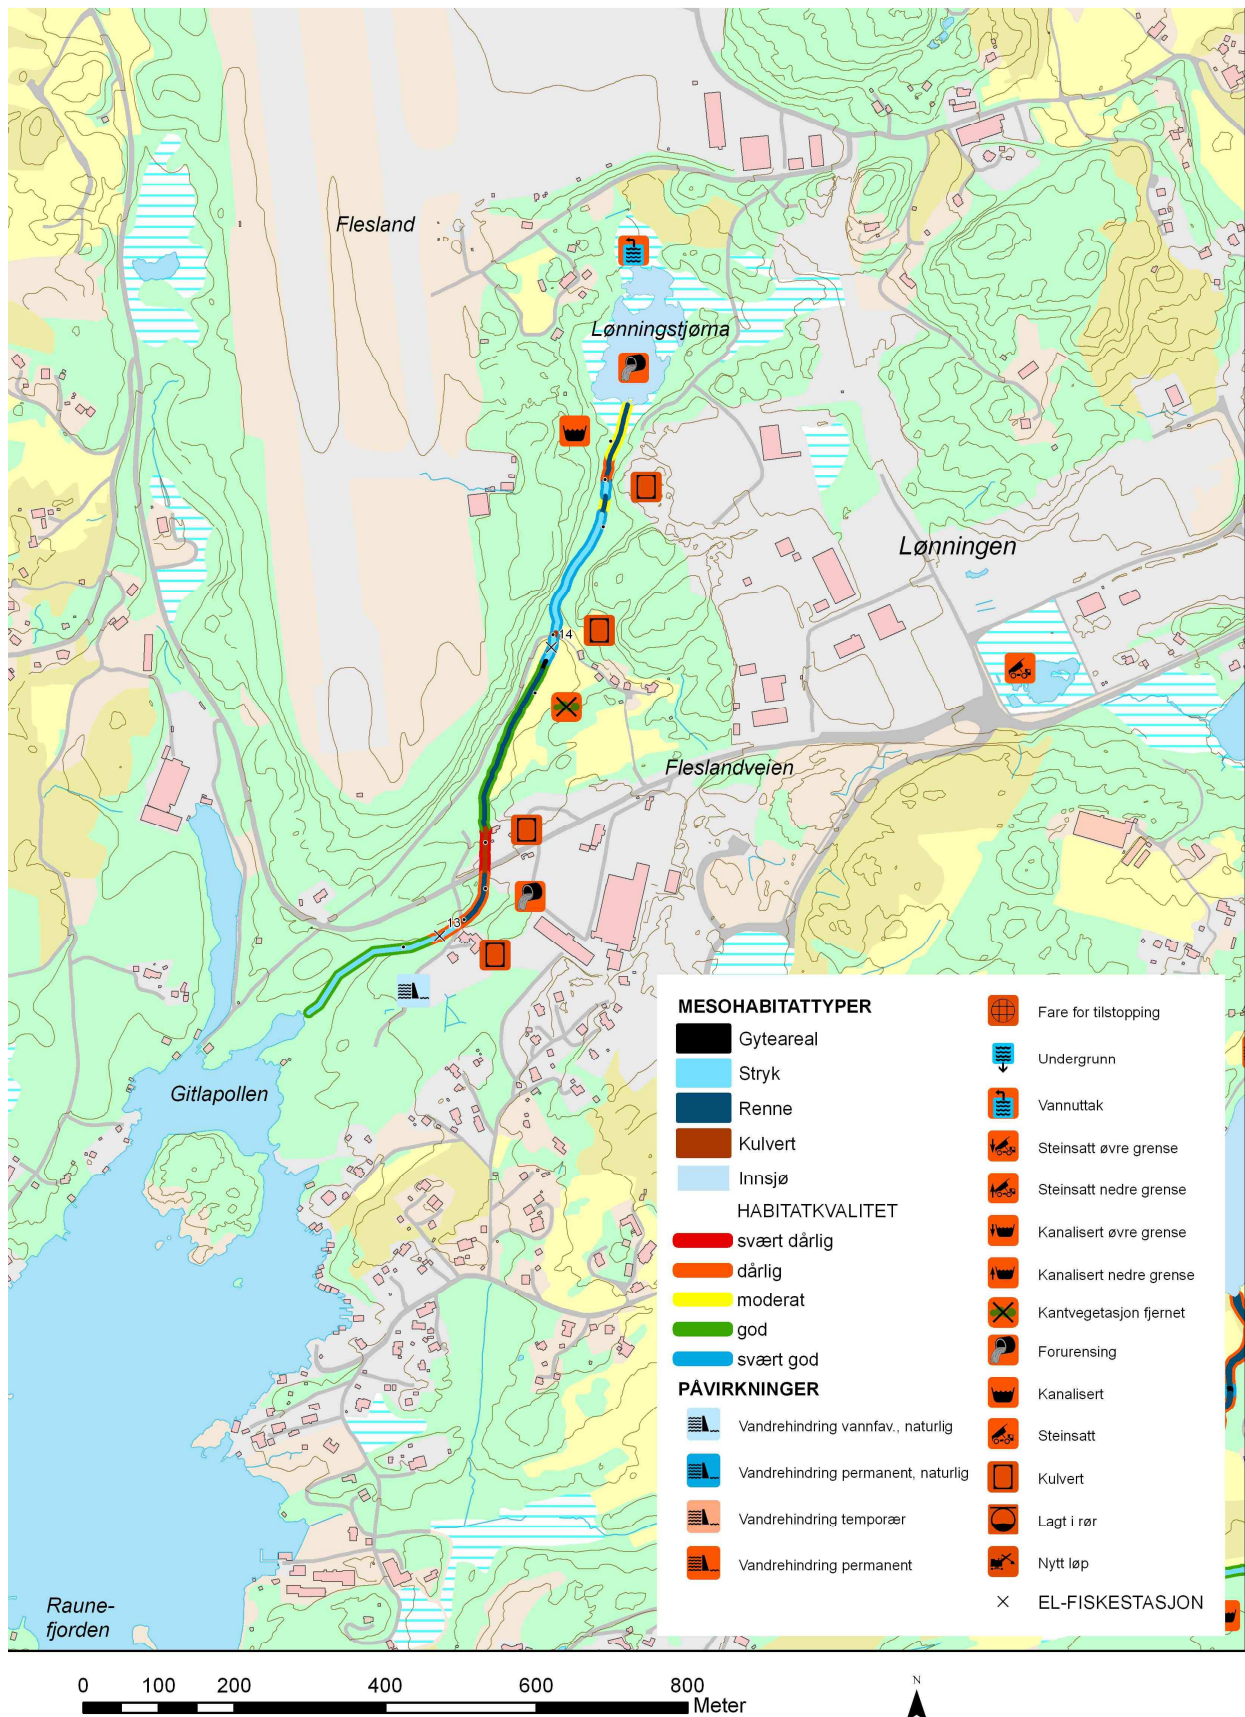 Flesland
Lønningstjørna
Lønningen
14
Fleslandveien
13
Gitlapollen
Raune-
fjorden
MESOHABITATTYPER
Gyteareal
Stryk
Renne
Kulvert
Innsjø
HABITATKVALITET
svært dårlig
dårlig
moderat
god
svært god
PÅVIRKNINGER
Vandrehindring vannfav., naturlig
Vandrehindring permanent, naturlig
Vandrehindring temporær
Vandrehindring permanent
Fare for tilstopping
Undergrunn
Vannuttak
Steinsatt øvre grense
Steinsatt nedre grense
Kanalisert øvre grense
Kanalisert nedre grense
Kantvegetasjon fjernet
Forurensing
Kanalisert
Steinsatt
Kulvert
Lagt i rør
Nytt løp
EL-FISKESTASJON
0 100 200 400 600 800
Meter
N